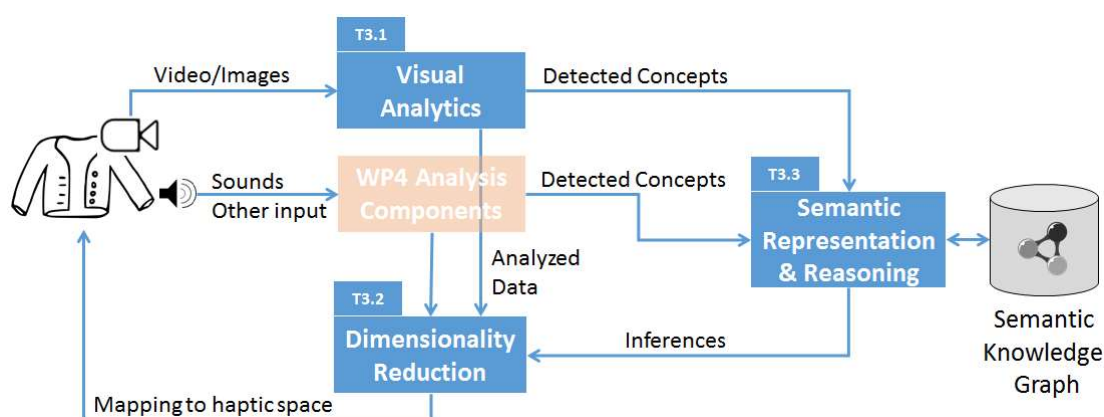 T3.1
Visual
Analytics
Video/Images
Detected Concepts
WP4 Analysis
Components
Sounds
Other input
Detected Concepts
T3.3
Semantic
Representation
& Reasoning
Analyzed
Data
T3.2
Dimensionality
Reduction
Inferences
Semantic
Knowledge
Graph
Mapping to haptic space